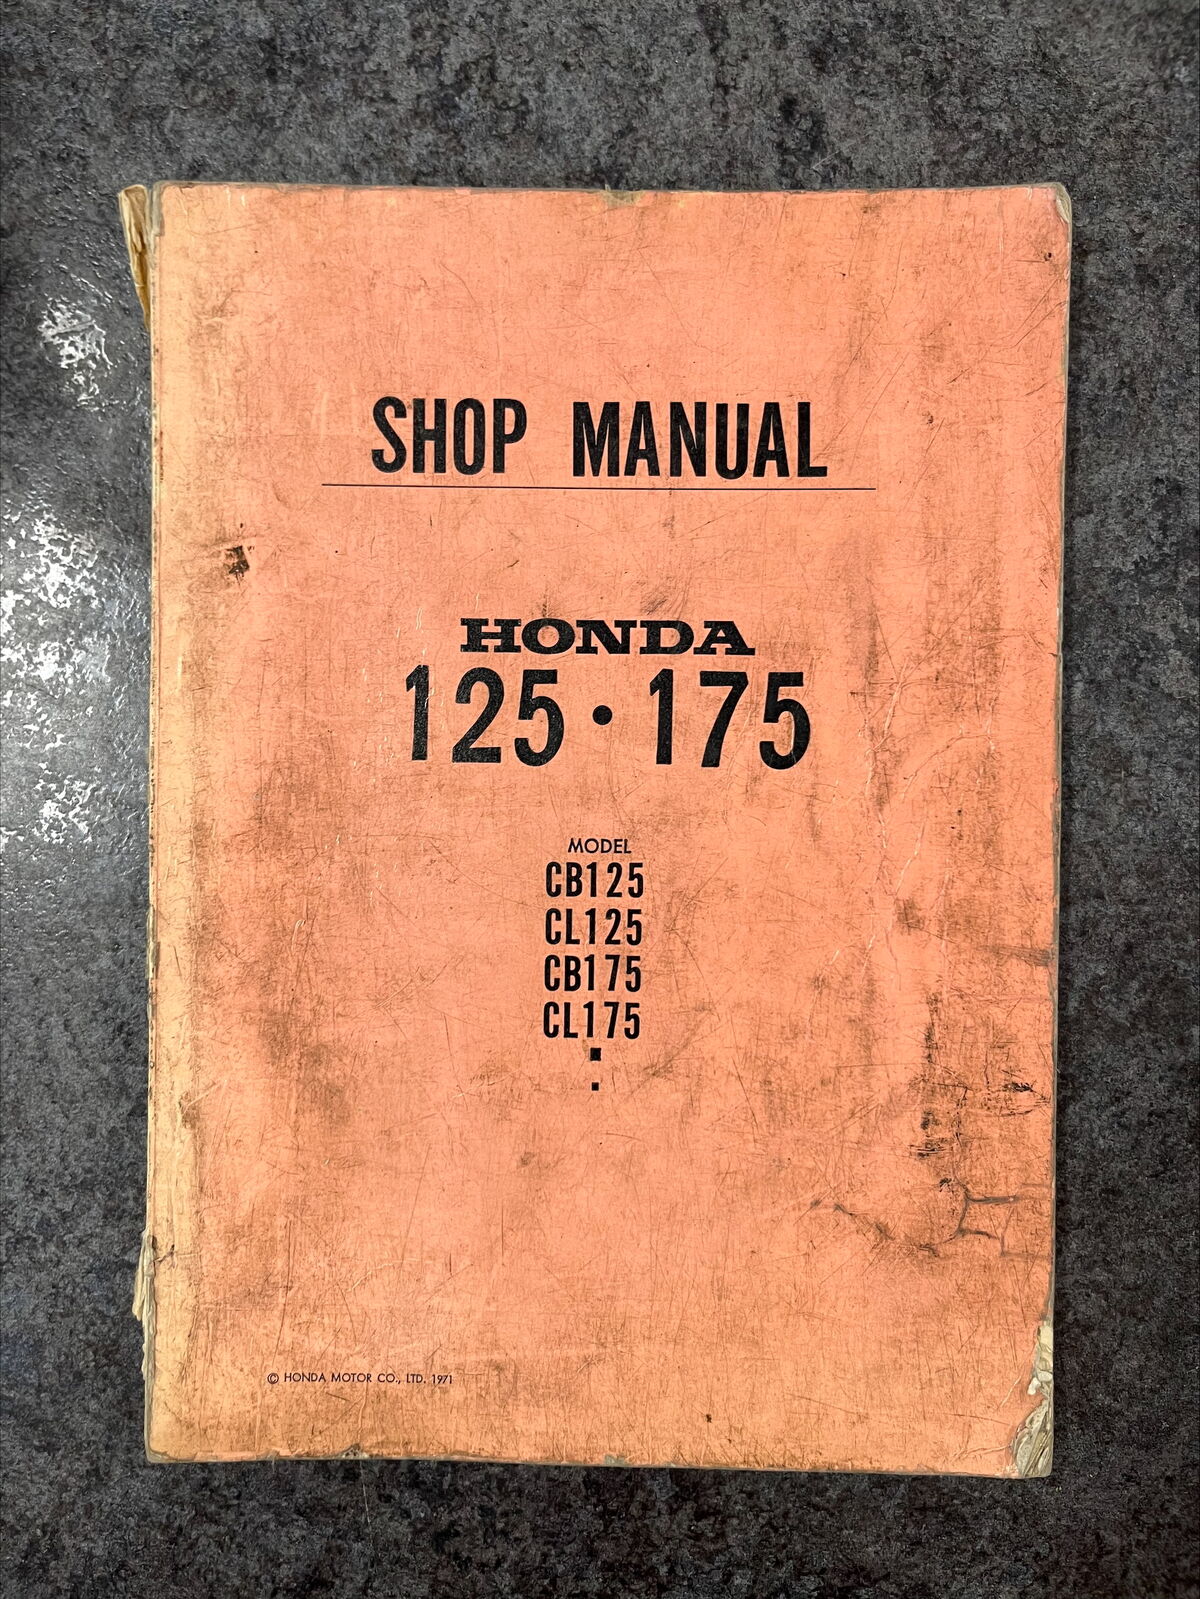 SHOP MANUAL
HONDA
125·175
MODEL
CB125
CL125
CB175
CL175
© HONDA MOTOR CO., LTD. 1971